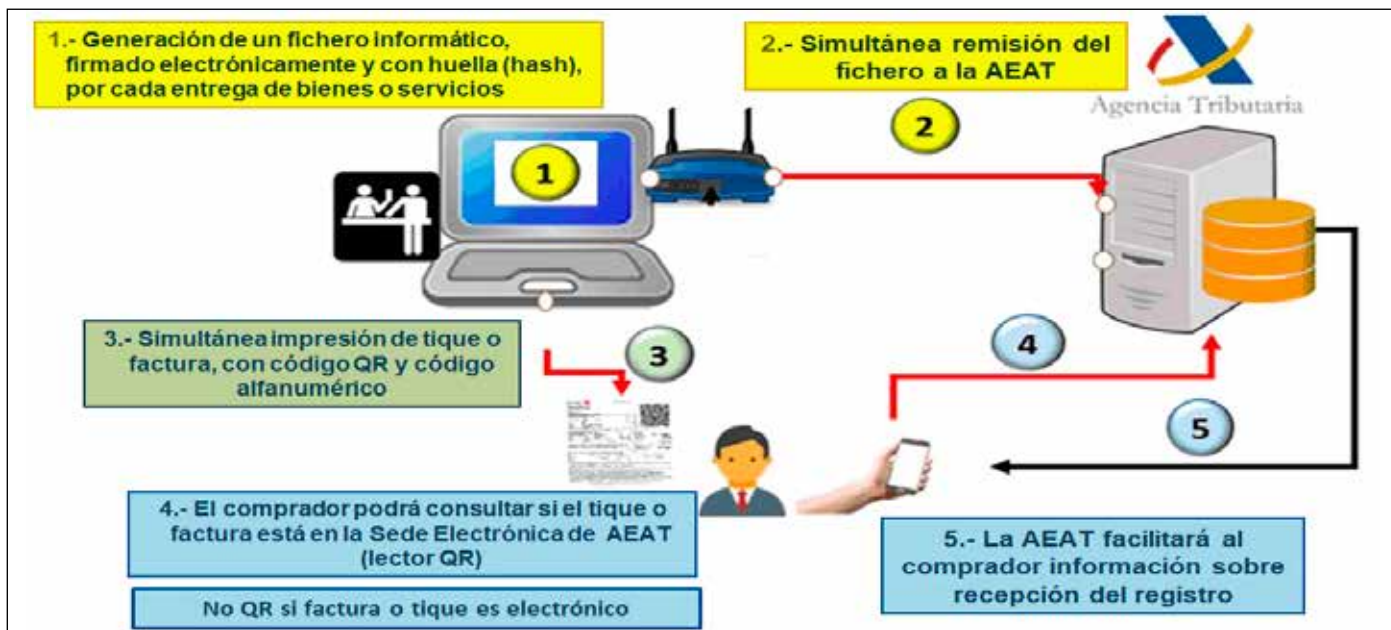 1.- Generación de un fichero informático,
firmado electrónicamente y con huella (hash),
por cada entrega de bienes o servicios
2.- Simultánea remisión del
fichero a la AEAT
Agencia Tributaria
2
1
3.- Simultánea impresión de tique o
factura, con código QR y código
alfanumérico
3
4
5
4.- El comprador podrá consultar si el tique o
factura está en la Sede Electrónica de AEAT
(lector QR)
No QR si factura o tique es electrónico
5.- La AEAT facilitará al
comprador información sobre
recepción del registro